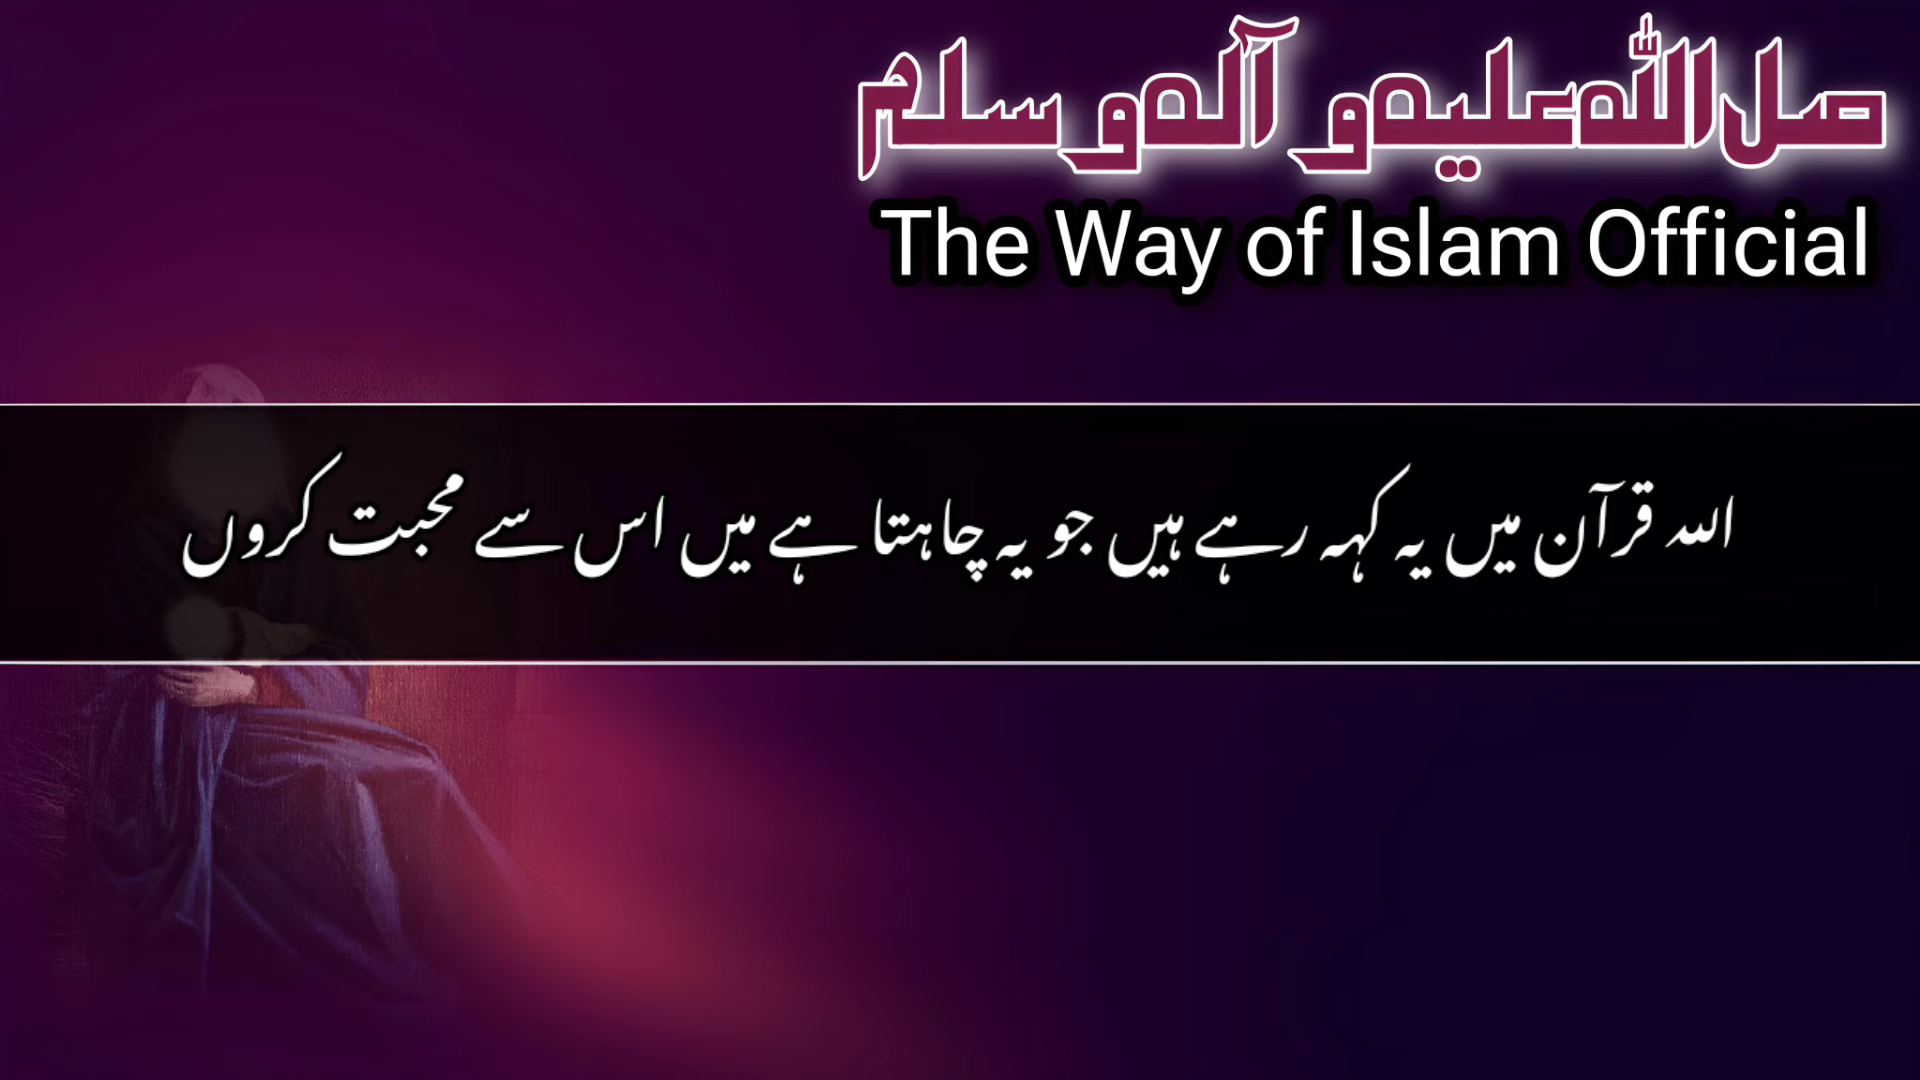 صل اللہ علیہ و آلہ وسلم
The Way of Islam Official
اللہ قرآن میں یہ کہہ رہے ہیں جو یہ چاہتا ہے میں اس سے محبت کروں